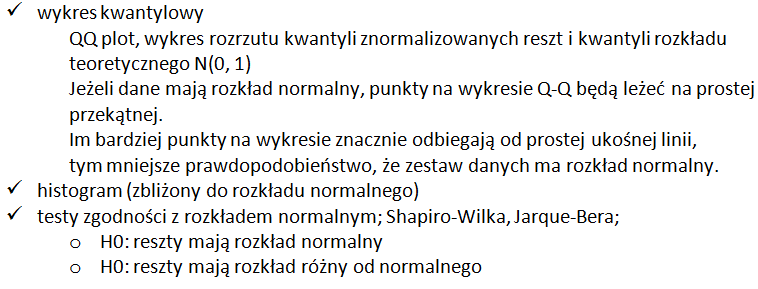 ✓ wykres kwantylowy
QQ plot, wykres rozrzutu kwantyli znormalizowanych reszt i kwantyli rozkładu
teoretycznego N(0, 1)
Jeżeli dane mają rozkład normalny, punkty na wykresie Q-Q będą leżeć na prostej
przekątnej.
Im bardziej punkty na wykresie znacznie odbiegają od prostej ukośnej linii,
tym mniejsze prawdopodobieństwo, że zestaw danych ma rozkład normalny.
✓ histogram (zbliżony do rozkładu normalnego)
✓ testy zgodności z rozkładem normalnym; Shapiro-Wilka, Jarque-Bera;
o H0: reszty mają rozkład normalny
o H0: reszty mają rozkład różny od normalnego